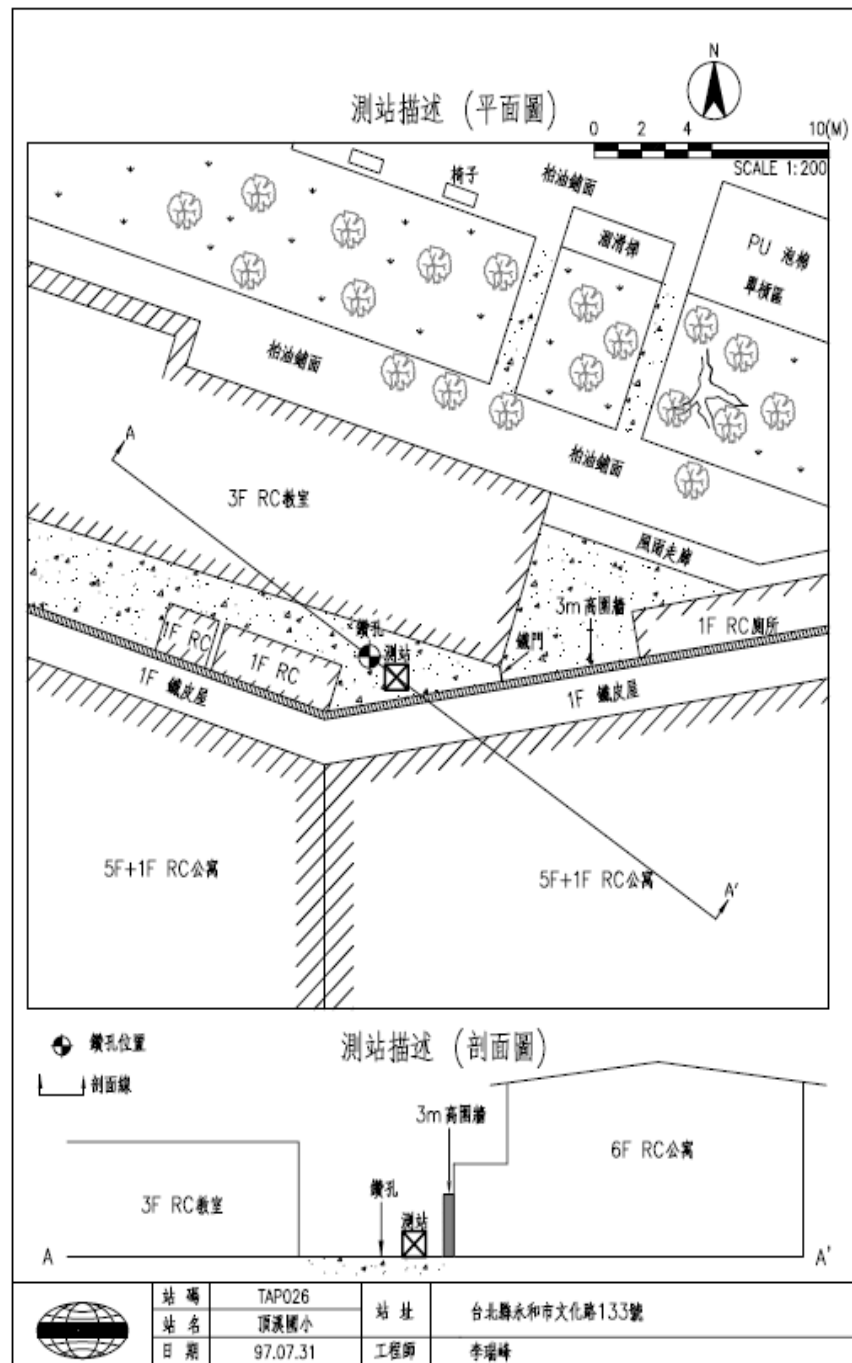 N
測站描述 (平面圖)
0 2 4 10(M)
SCALE 1:200
椅子
柏油鋪面
溜滑梯
PU 泡棉
單槓區
柏油鋪面
A
柏油鋪面
3F RC教室
風雨走廊
鑽孔
3m高圍牆
1F RC
測站
鐵門
1F RC廁所
1F RC
1F 鐵皮屋
1F 鐵皮屋
5F+1F RC公寓
5F+1F RC公寓
A'
鑽孔位置
測站描述 (剖面圖)
剖面線
3m高圍牆
6F RC公寓
鑽孔
3F RC教室
測站
A
A'
站碼 TAP026 站址 台北縣永和市文化路133號
站名 頂溪國小
日期 97.07.31 工程師 李瑞峰